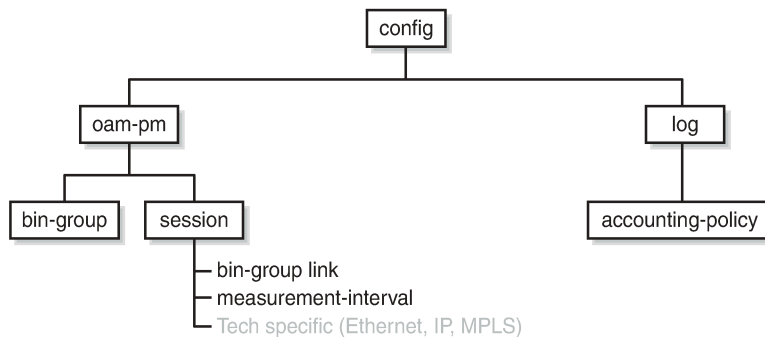 config
oam-pm
log
bin-group
session
accounting-policy
bin-group link
measurement-interval
Tech specific (Ethernet, IP, MPLS)